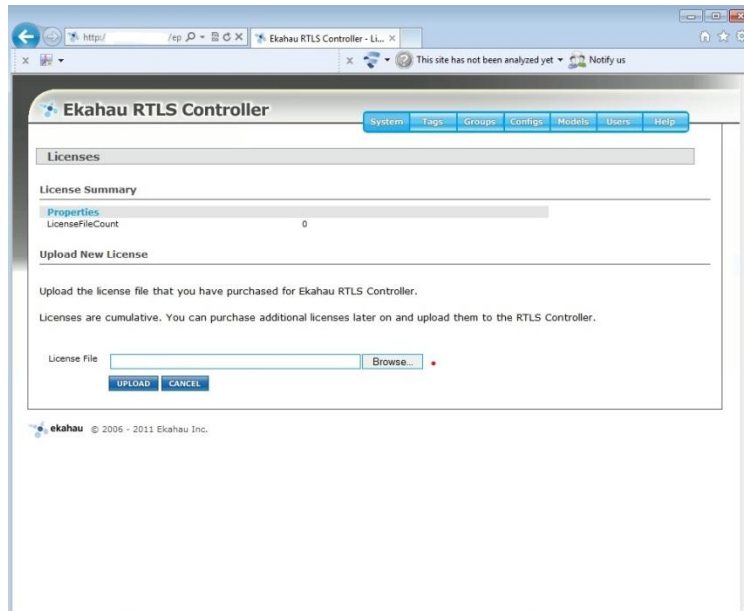 http:/ /ep
Ekahau RTLS Controller - Li...
This site has not been analyzed yet Notify us
Ekahau RTLS Controller
System Tags Groups Configs Models Users Help
Licenses
License Summary
Properties
LicenseFileCount 0
Upload New License
Upload the license file that you have purchased for Ekahau RTLS Controller.
Licenses are cumulative. You can purchase additional licenses later on and upload them to the RTLS Controller.
License File Browse...
UPLOAD CANCEL
ekahau © 2006 - 2011 Ekahau Inc.